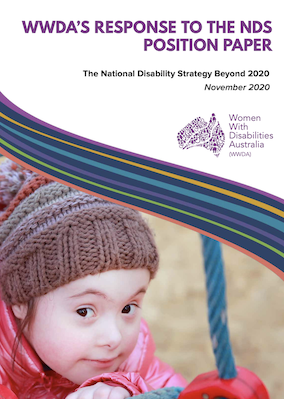 WWDA'S RESPONSE TO THE NDS
POSITION PAPER
The National Disability Strategy Beyond 2020
November 2020
Women
With
Disabilities
Australia
(WWDA)